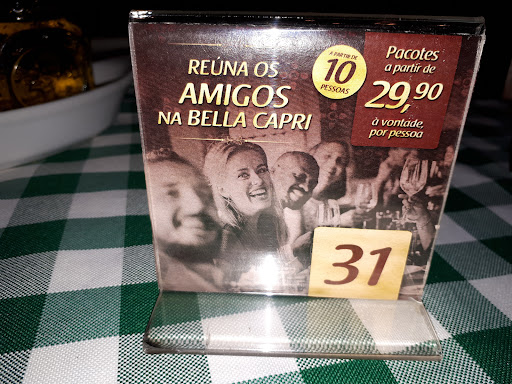 REÚNA OS
AMIGOS
NA BELLA CAPRI
A PARTIR DE
10
PESSOAS
Pacotes
a partir de
29,90
à vontade,
por pessoa
31